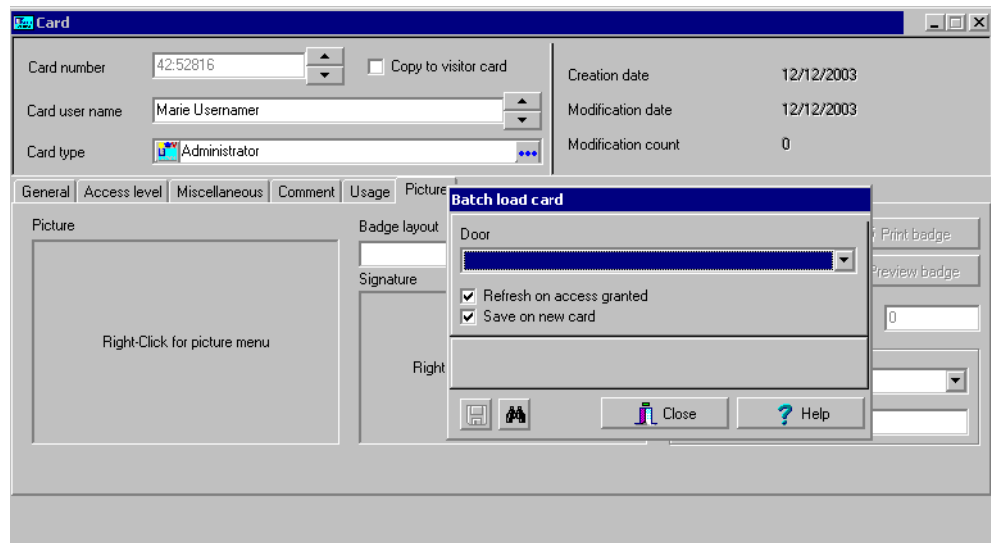 Card
Card number 42:52816 Copy to visitor card
Card user name Marie Usernamer
Card type Administrator
Creation date 12/12/2003
Modification date 12/12/2003
Modification count 0
General Access level Miscellaneous Comment Usage Picture
Picture
Right-Click for picture menu
Badge layout
Signature
Right
Batch load card
Door
Refresh on access granted
Save on new card
Close Help
Print badge
Preview badge
0